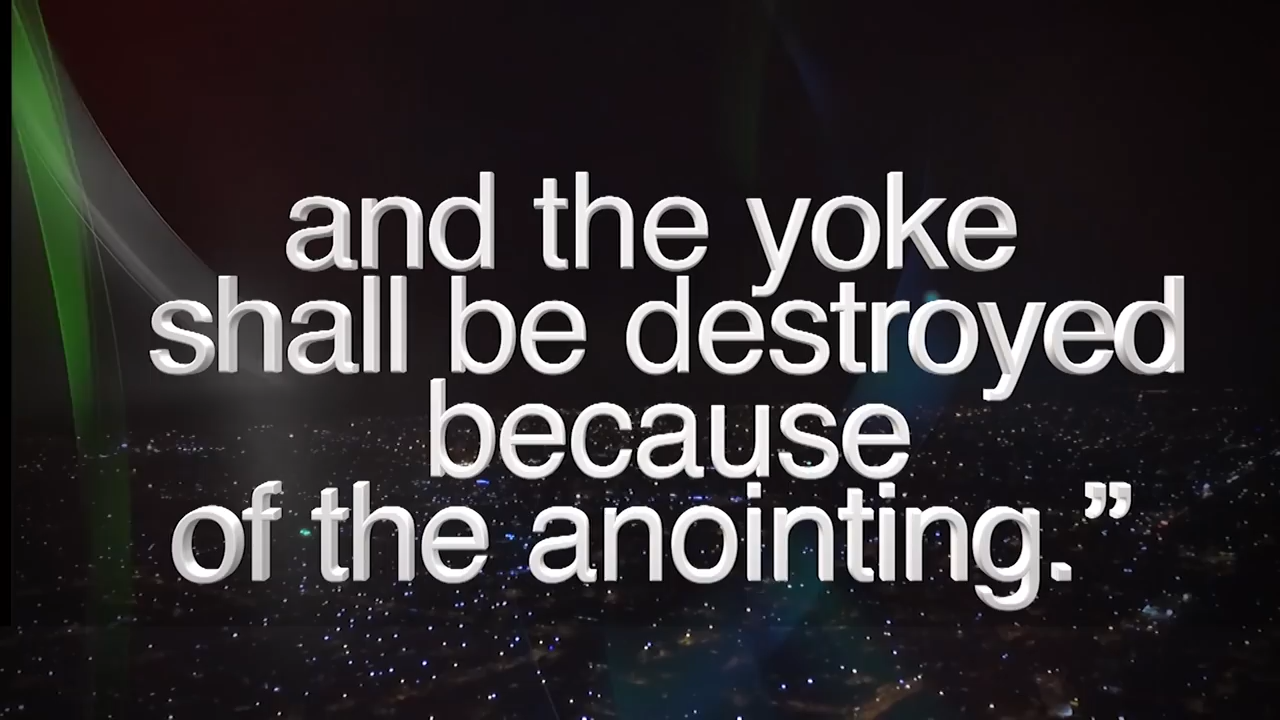 and the yoke
shall be destroyed
because
of the anointing.”